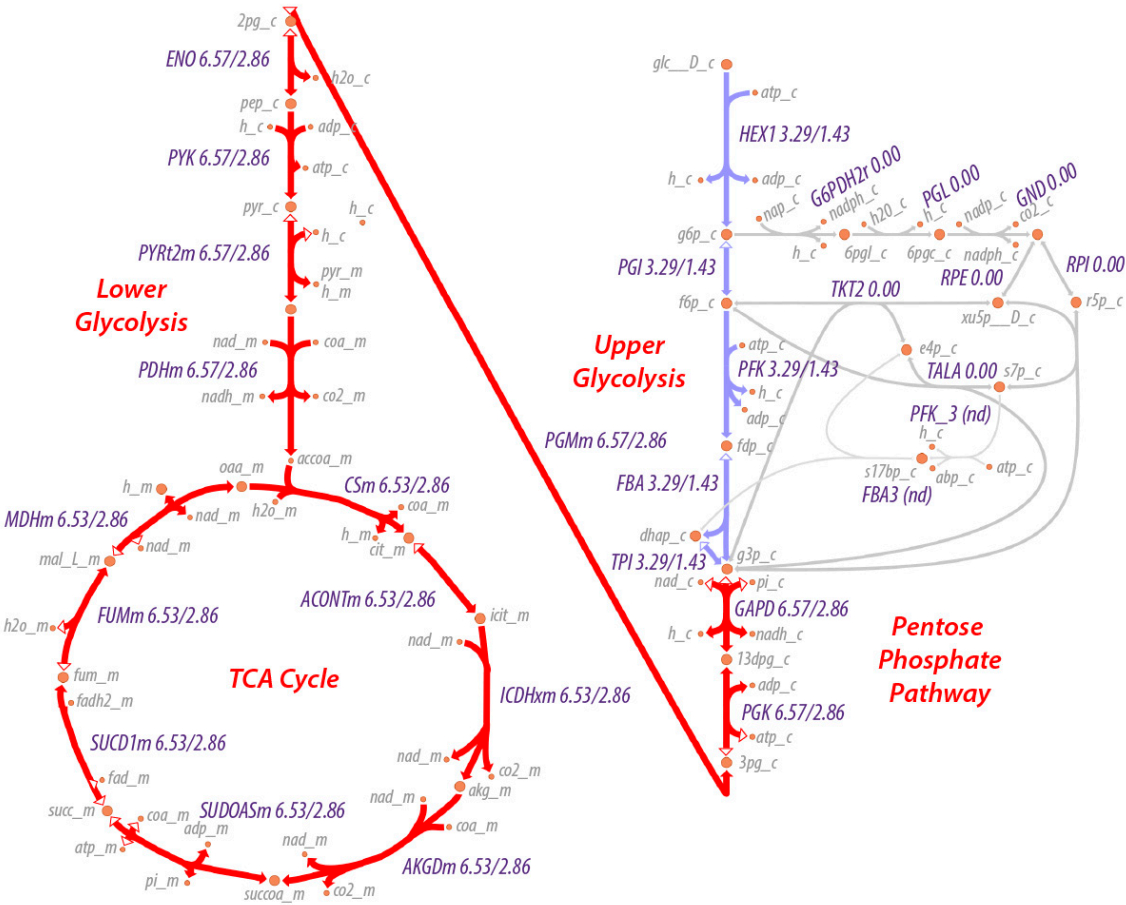 2pg_c
ENO 6.57/2.86
h2o_c
pep_c
h_c
adp_c
PYK 6.57/2.86
atp_c
pyr_c
h_c
h_c
PYRt2m 6.57/2.86
pyr_m
h_m
Lower
Glycolysis
nad_m
coa_m
PDHm 6.57/2.86
nadh_m
co2_m
accoa_m
oaa_m
h2o_m
CSm 6.53/2.86
coa_m
h_m
cit_m
h_m
nad_m
MDHm 6.53/2.86
nad_m
mal_L_m
ACONTm 6.53/2.86
icit_m
nad_m
h2o_m
FUMm 6.53/2.86
TCA Cycle
fum_m
fadh2_m
ICDHxm 6.53/2.86
SUCD1m 6.53/2.86
nad_m
co2_m
fad_m
akg_m
succ_m
coa_m
SUDOASm 6.53/2.86
nad_m
coa_m
atp_m
adp_m
nad_m
pi_m
succoa_m
co2_m
AKGDm 6.53/2.86
PGMm 6.57/2.86
glc__D_c
atp_c
HEX1 3.29/1.43
h_c
adp_c
G6PDH2r 0.00
PGL 0.00
GND 0.00
nap_c
nadph_c
h20_c
h_c
nadp_c
co2_c
g6p_c
h_c
6pgl_c
6pgc_c
nadph_c
PGI 3.29/1.43
RPE 0.00
RPI 0.00
TKT2 0.00
f6p_c
xu5p__D_c
r5p_c
Upper
Glycolysis
atp_c
PFK 3.29/1.43
h_c
adp_c
e4p_c
TALA 0.00
s7p_c
PFK_3 (nd)
h_c
fdp_c
s17bp_c
abp_c
atp_c
FBA 3.29/1.43
FBA3 (nd)
dhap_c
g3p_c
TPI 3.29/1.43
nad_c
pi_c
GAPD 6.57/2.86
h_c
nadh_c
13dpg_c
Pentose
Phosphate
Pathway
adp_c
PGK 6.57/2.86
atp_c
3pg_c